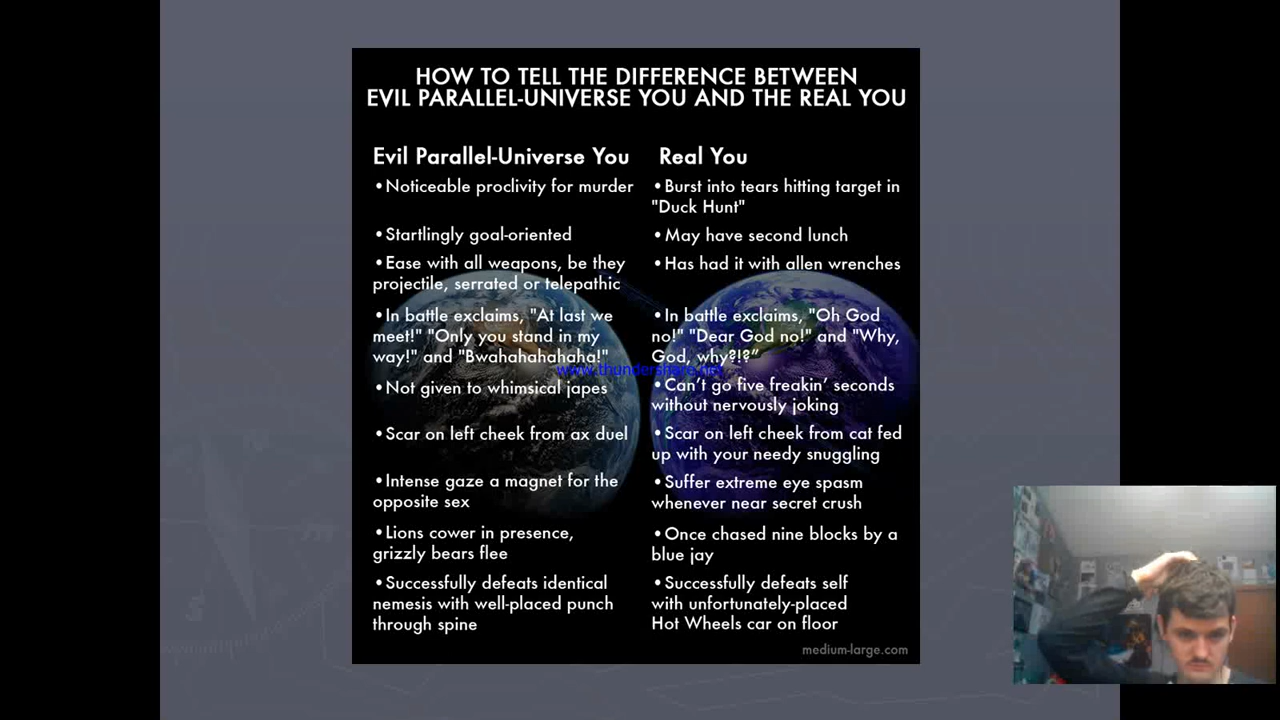 HOW TO TELL THE DIFFERENCE BETWEEN
EVIL PARALLEL-UNIVERSE YOU AND THE REAL YOU
Evil Parallel-Universe You
•Noticeable proclivity for murder
•Startlingly goal-oriented
•Ease with all weapons, be they
projectile, serrated or telepathic
•In battle exclaims, "At last we
meet!" "Only you stand in my
way!" and "Bwahahahahaha!"
•Not given to whimsical japes
•Scar on left cheek from ax duel
•Intense gaze a magnet for the
opposite sex
•Lions cower in presence,
grizzly bears flee
•Successfully defeats identical
nemesis with well-placed punch
through spine
Real You
•Burst into tears hitting target in
"Duck Hunt"
•May have second lunch
•Has had it with allen wrenches
•In battle exclaims, "Oh God
no!" "Dear God no!" and "Why,
God, why?!?”
•Can’t go five freakin’ seconds
without nervously joking
•Scar on left cheek from cat fed
up with your needy snuggling
•Suffer extreme eye spasm
whenever near secret crush
•Once chased nine blocks by a
blue jay
•Successfully defeats self
with unfortunately-placed
Hot Wheels car on floor
www.thundershare.net
medium-large.com